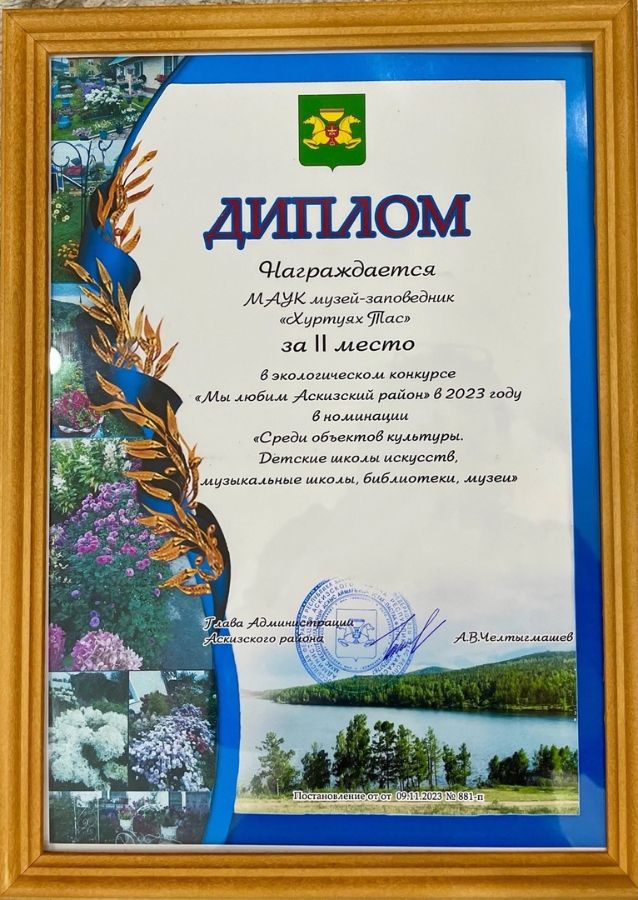 ДИПЛОМ
Награждается
МАУК музей-заповедник
«Хуртуях Тас»
за II место
в экологическом конкурсе
«Мы любим Аскизский район» в 2023 году
в номинации
«Среди объектов культуры.
Детские школы искусств,
музыкальные школы, библиотеки, музеи»
Глава Администрации
Аскизского района
А.В.Челтыгмашев
Постановление от от 09.11.2023 № 881-п